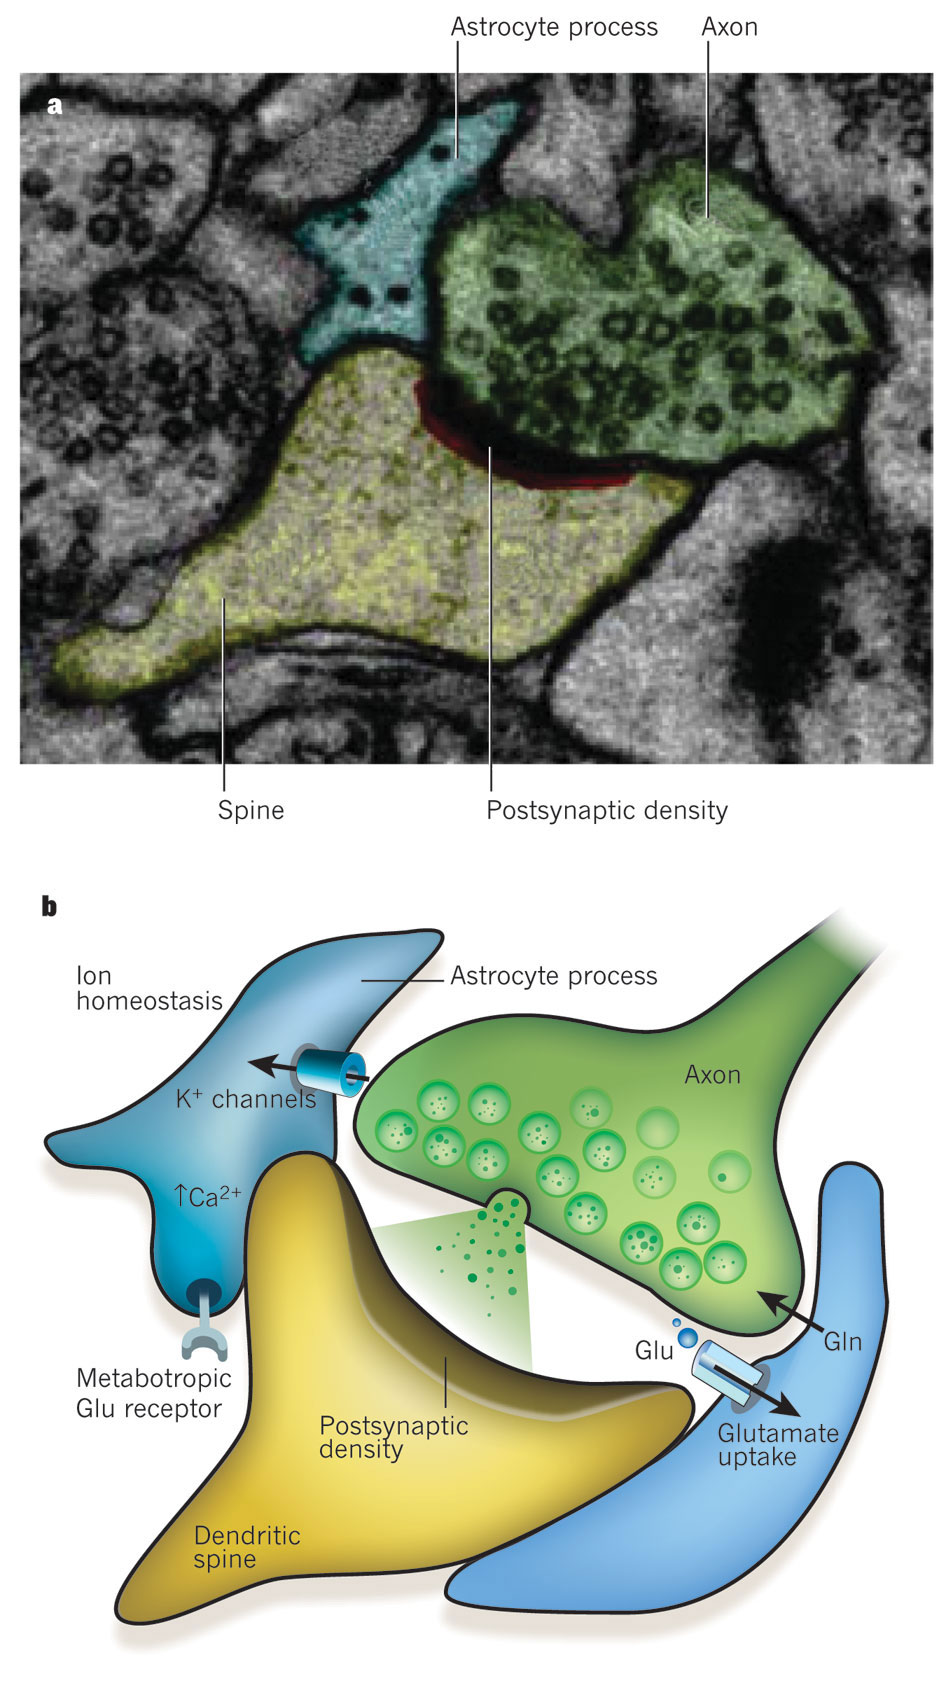 Astrocyte process
Axon
a
Spine
Postsynaptic density
b
Ion
homeostasis
Astrocyte process
Axon
K⁺ channels
↑Ca²⁺
Glu
Gln
Metabotropic
Glu receptor
Postsynaptic
density
Glutamate
uptake
Dendritic
spine